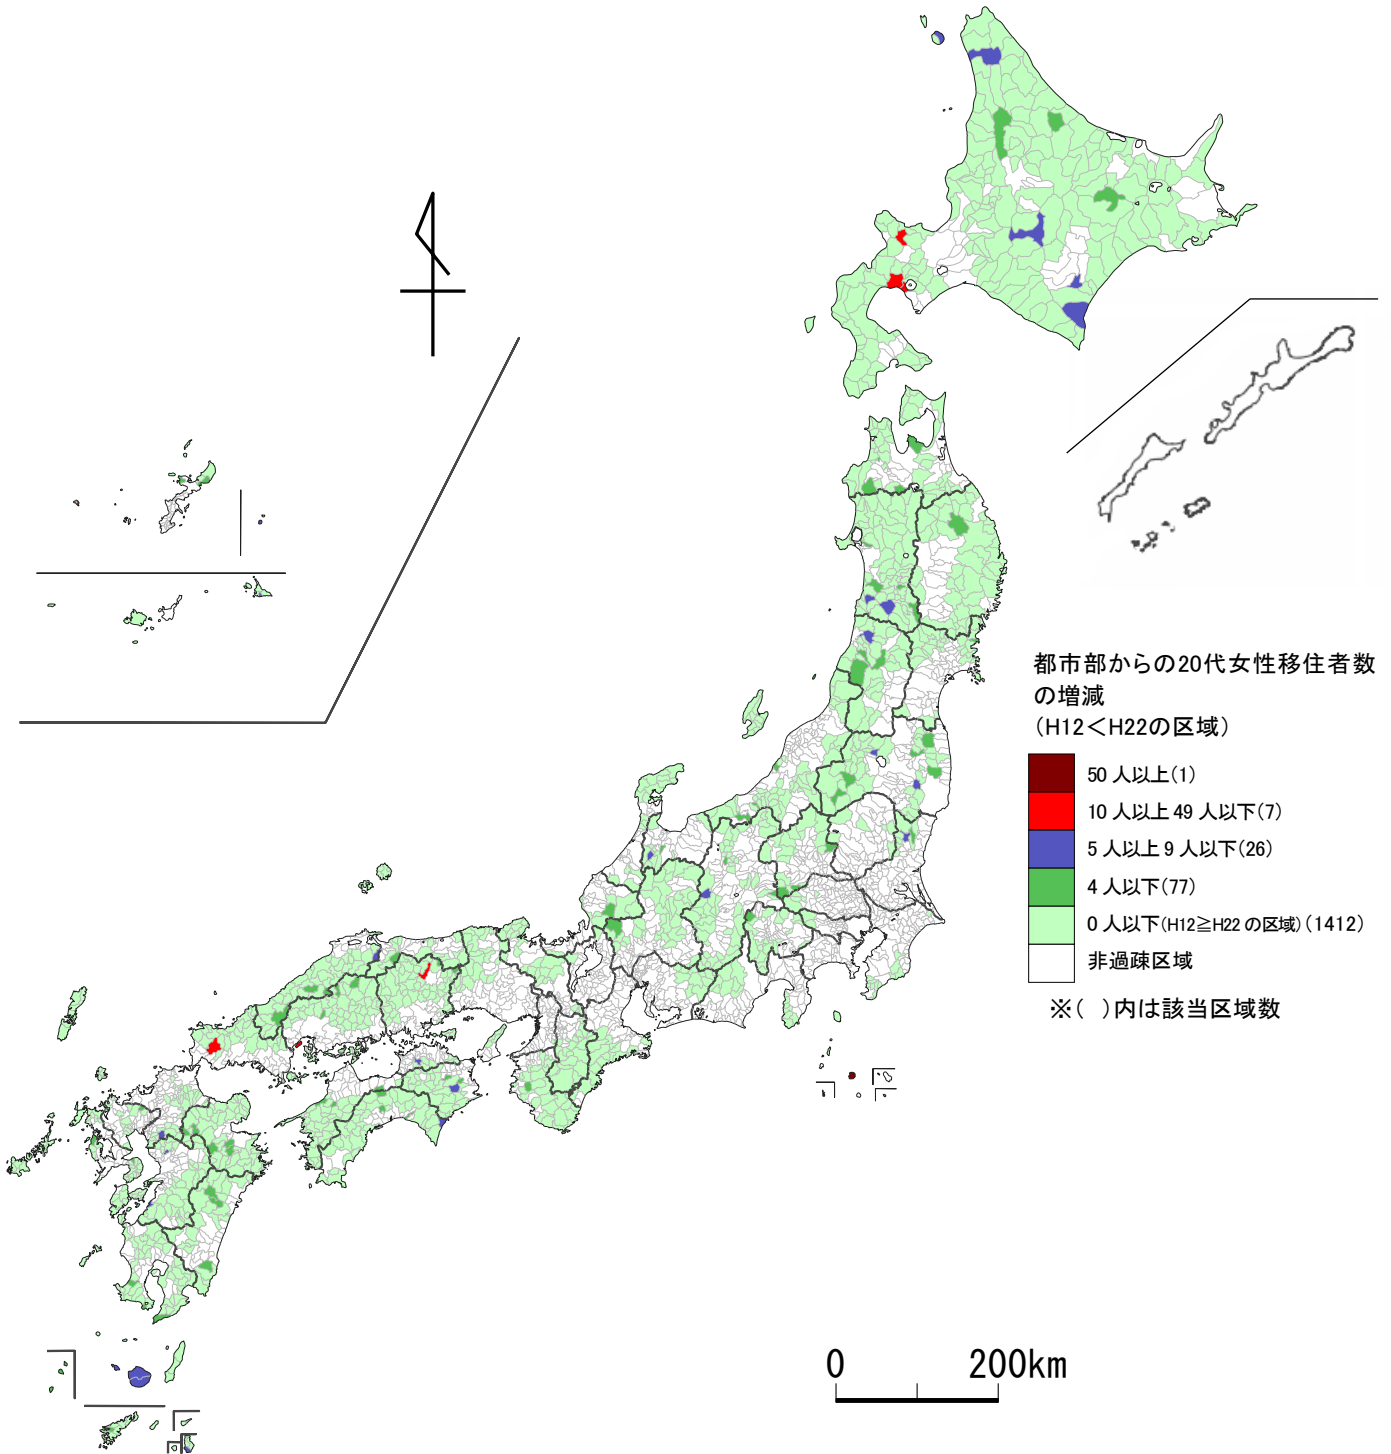 都市部からの20代女性移住者数
の増減
(H12＜H22の区域)
50 人以上(1)
10 人以上 49 人以下(7)
5 人以上 9 人以下(26)
4 人以下(77)
0 人以下(H12≧H22 の区域)(1412)
非過疎区域
※(　)内は該当区域数
0 200km